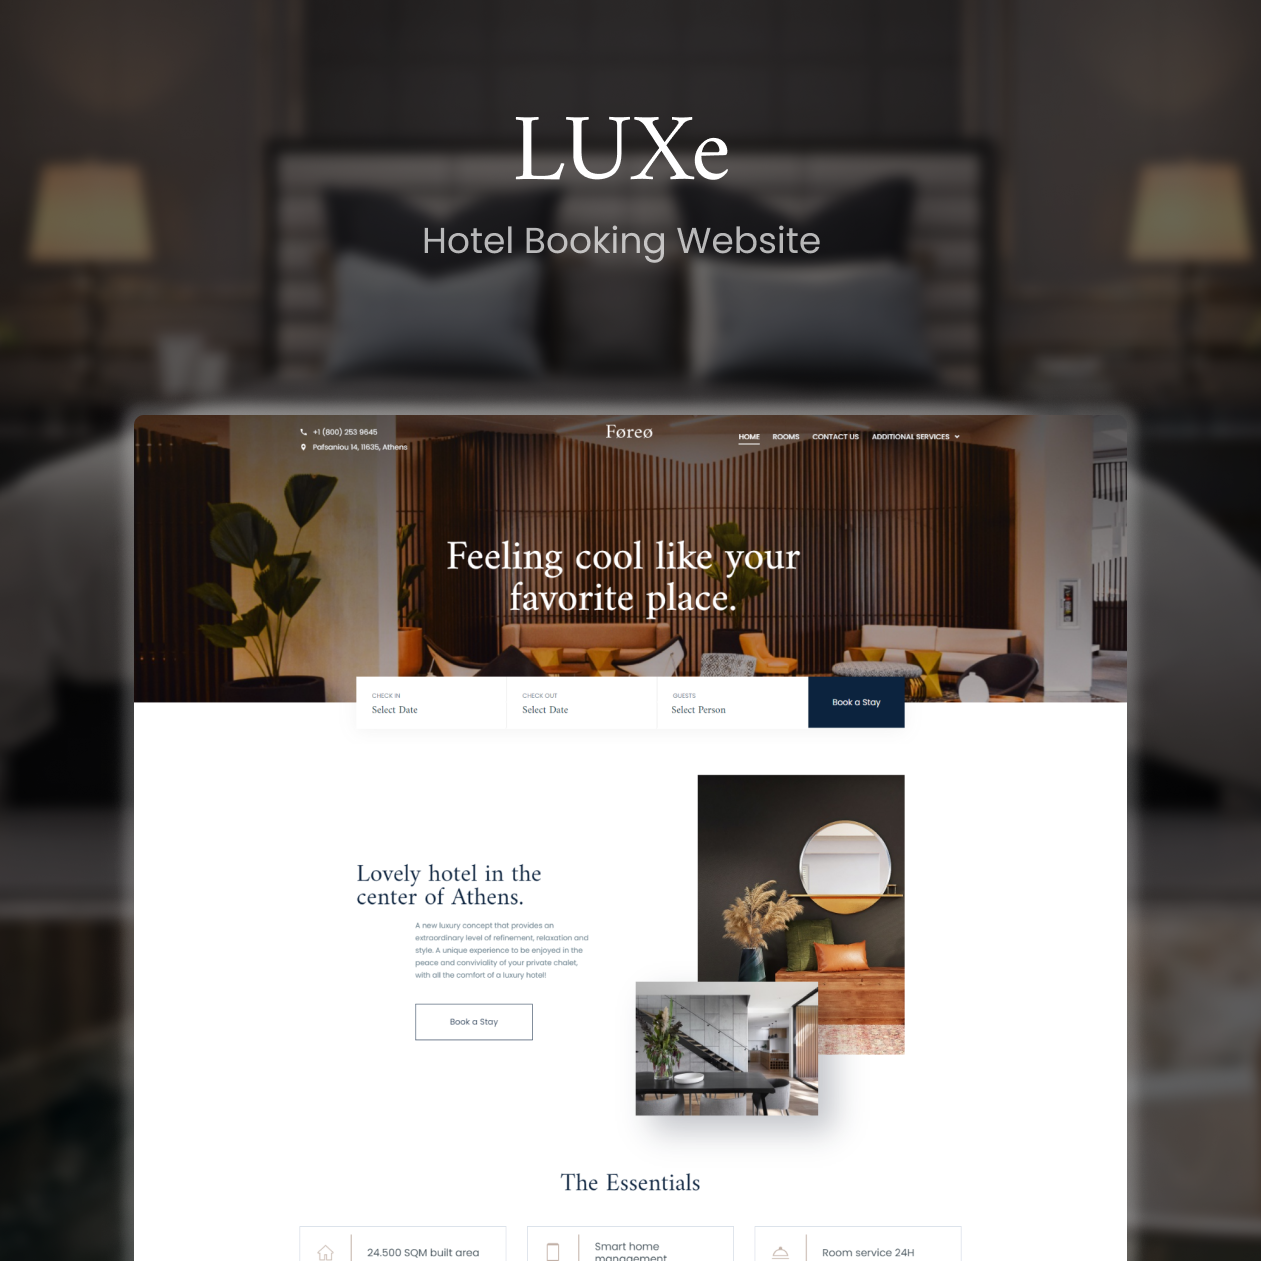 LUXe
Hotel Booking Website
+1 (800) 253 9645
Pafsaniou 14, 11635, Athens
Føreø
HOME ROOMS CONTACT US ADDITIONAL SERVICES
Feeling cool like your
favorite place.
CHECK IN
Select Date
CHECK OUT
Select Date
GUESTS
Select Person
Book a Stay
Lovely hotel in the
center of Athens.
A new luxury concept that provides an
extraordinary level of refinement, relaxation and
style. A unique experience to be enjoyed in the
peace and conviviality of your private chalet,
with all the comfort of a luxury hotel!
Book a Stay
The Essentials
24.500 SQM built area
Smart home
management
Room service 24H